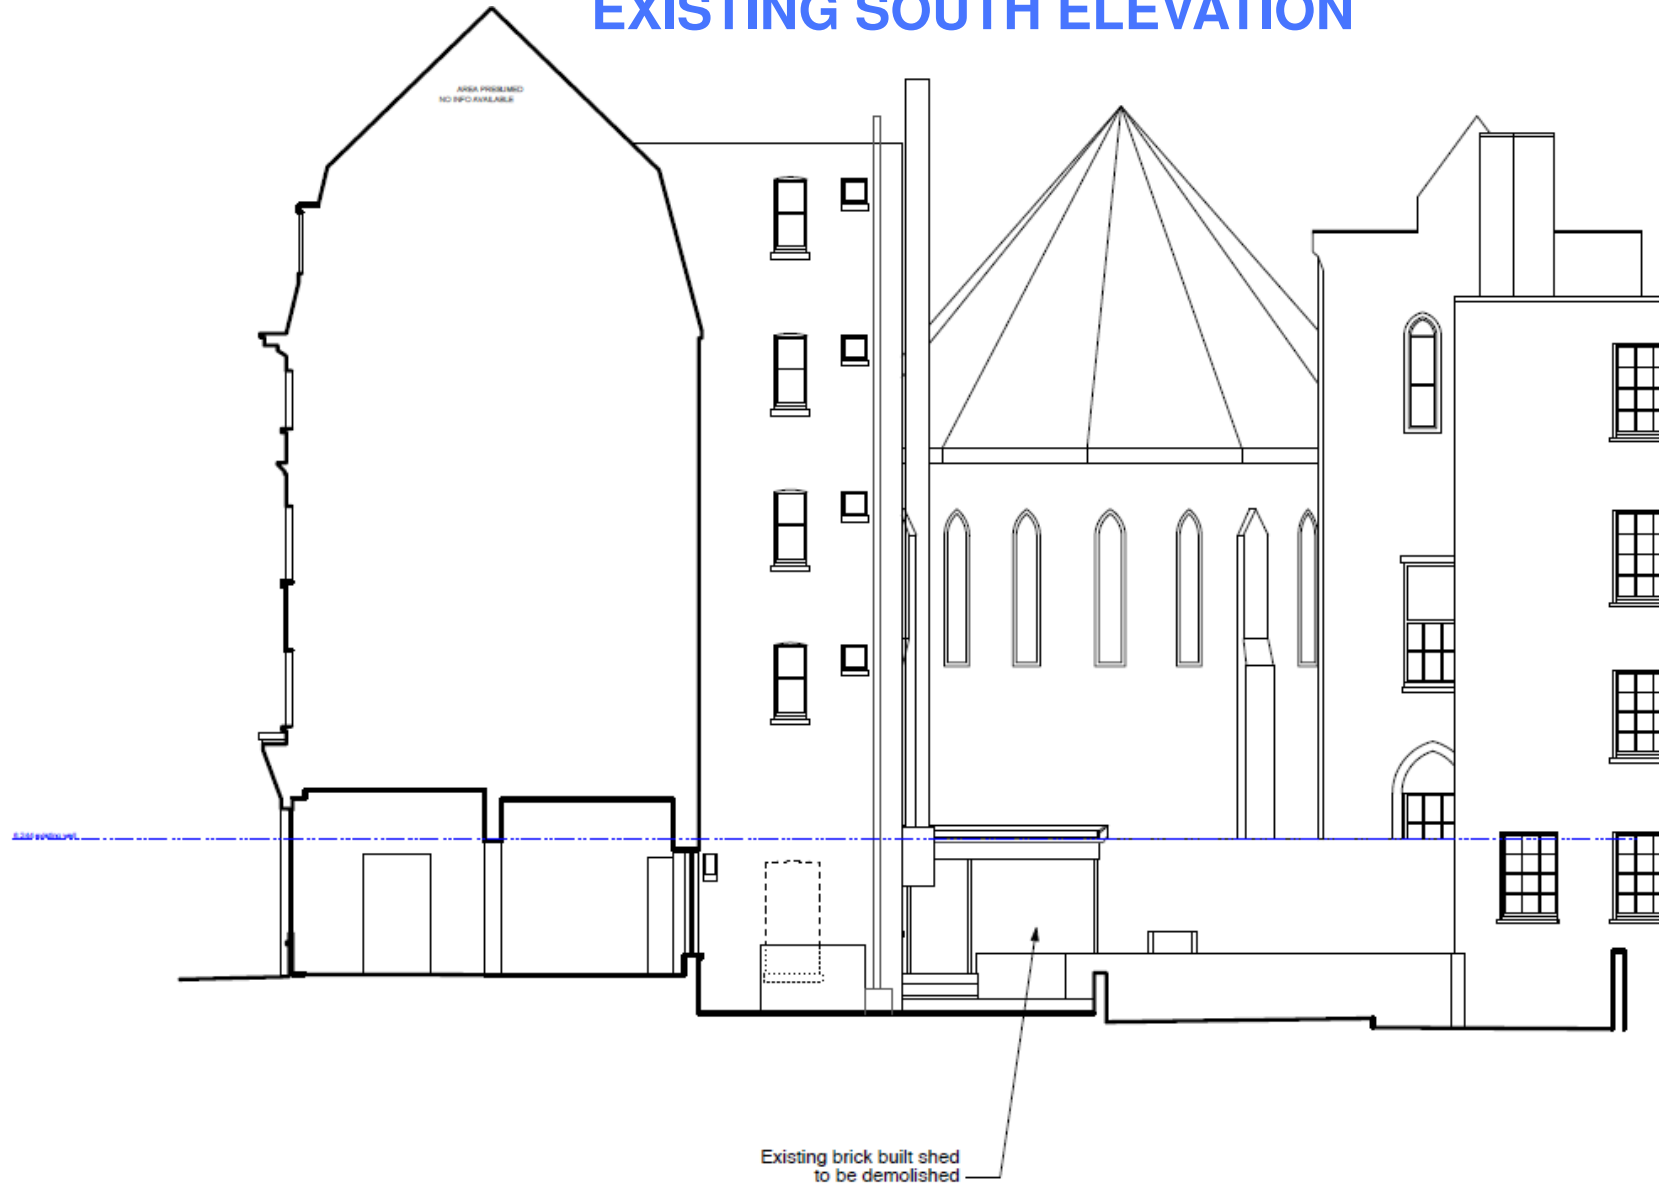 EXISTING SOUTH ELEVATION
AREA PRESUMED
NO INFO AVAILABLE
Existing brick built shed
to be demolished